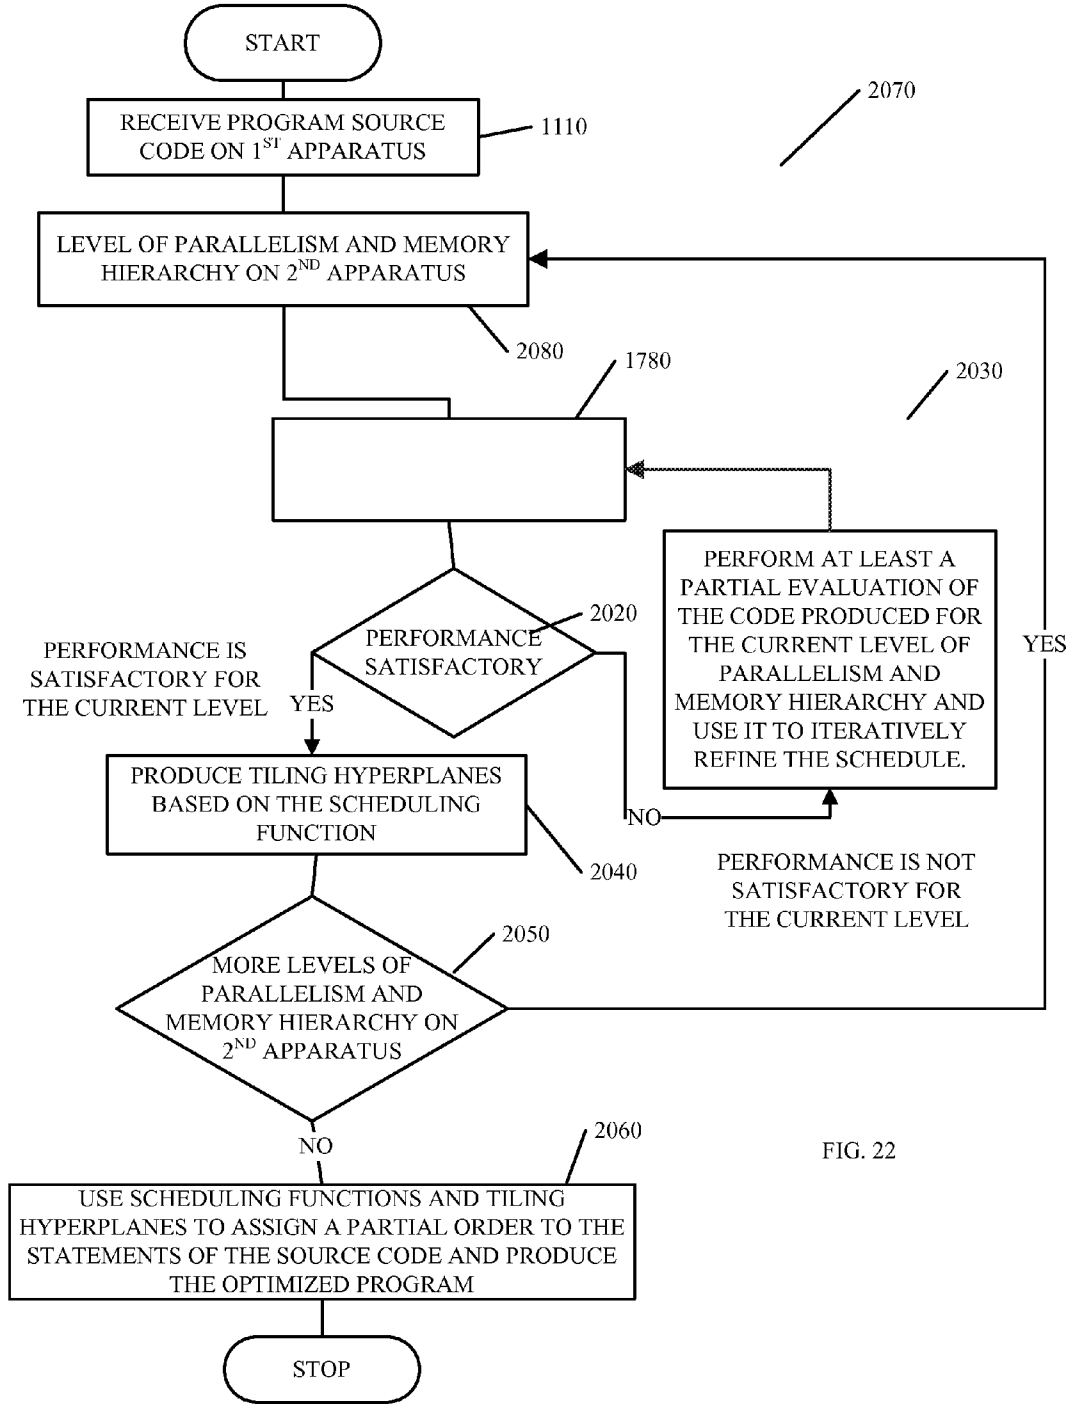 START
2070
RECEIVE PROGRAM SOURCE
CODE ON 1ST APPARATUS
1110
LEVEL OF PARALLELISM AND MEMORY
HIERARCHY ON 2ND APPARATUS
2080
1780
2030
PERFORM AT LEAST A
PARTIAL EVALUATION OF
THE CODE PRODUCED FOR
THE CURRENT LEVEL OF
PARALLELISM AND
MEMORY HIERARCHY AND
USE IT TO ITERATIVELY
REFINE THE SCHEDULE.
2020
PERFORMANCE
SATISFACTORY
YES
PERFORMANCE IS
SATISFACTORY FOR
THE CURRENT LEVEL
YES
PRODUCE TILING HYPERPLANES
BASED ON THE SCHEDULING
FUNCTION
NO
2040
PERFORMANCE IS NOT
SATISFACTORY FOR
THE CURRENT LEVEL
2050
MORE LEVELS OF
PARALLELISM AND
MEMORY HIERARCHY ON
2ND APPARATUS
NO
2060
FIG. 22
USE SCHEDULING FUNCTIONS AND TILING
HYPERPLANES TO ASSIGN A PARTIAL ORDER TO THE
STATEMENTS OF THE SOURCE CODE AND PRODUCE
THE OPTIMIZED PROGRAM
STOP